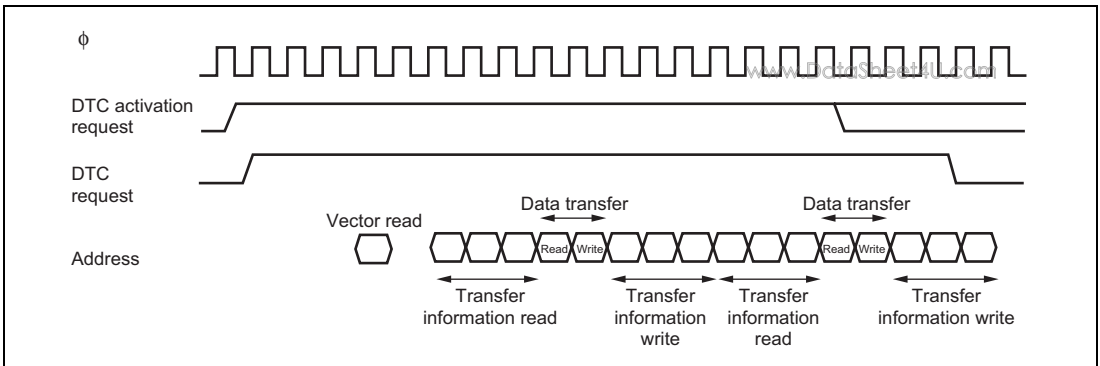 ϕ
www.DataSheet4U.com
DTC activation
request
DTC
request
Data transfer
Data transfer
Vector read
Address
Read
Write
Read
Write
Transfer
information read
Transfer
information
write
Transfer
information
read
Transfer
information write